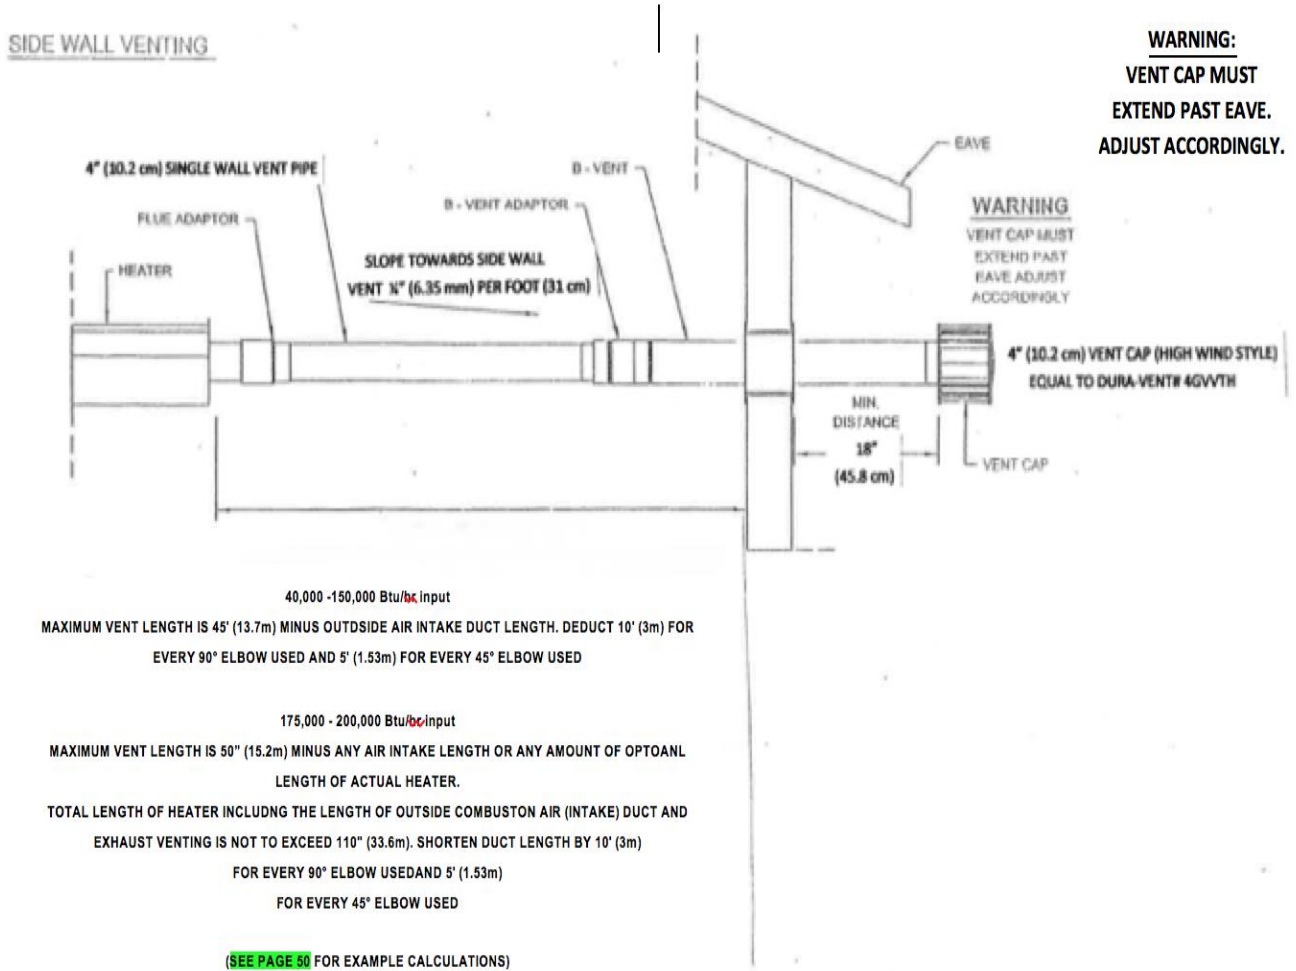 SIDE WALL VENTING
WARNING:
VENT CAP MUST
EXTEND PAST EAVE.
ADJUST ACCORDINGLY.
EAVE
4" (10.2 cm) SINGLE WALL VENT PIPE
B - VENT
B - VENT ADAPTOR
FLUE ADAPTOR
WARNING
VENT CAP MUST
EXTEND PAST
EAVE ADJUST
ACCORDINGLY
SLOPE TOWARDS SIDE WALL
VENT ¼" (6.35 mm) PER FOOT (31 cm)
HEATER
4" (10.2 cm) VENT CAP (HIGH WIND STYLE)
EQUAL TO DURA-VENT# 4GVVTH
MIN.
DISTANCE
18"
(45.8 cm)
VENT CAP
40,000 -150,000 Btu/hr input
MAXIMUM VENT LENGTH IS 45' (13.7m) MINUS OUTDSIDE AIR INTAKE DUCT LENGTH. DEDUCT 10' (3m) FOR
EVERY 90° ELBOW USED AND 5' (1.53m) FOR EVERY 45° ELBOW USED
175,000 - 200,000 Btu/hr input
MAXIMUM VENT LENGTH IS 50" (15.2m) MINUS ANY AIR INTAKE LENGTH OR ANY AMOUNT OF OPTOANL
LENGTH OF ACTUAL HEATER.
TOTAL LENGTH OF HEATER INCLUDNG THE LENGTH OF OUTSIDE COMBUSTON AIR (INTAKE) DUCT AND
EXHAUST VENTING IS NOT TO EXCEED 110" (33.6m). SHORTEN DUCT LENGTH BY 10' (3m)
FOR EVERY 90° ELBOW USEDAND 5' (1.53m)
FOR EVERY 45° ELBOW USED
(SEE PAGE 50 FOR EXAMPLE CALCULATIONS)